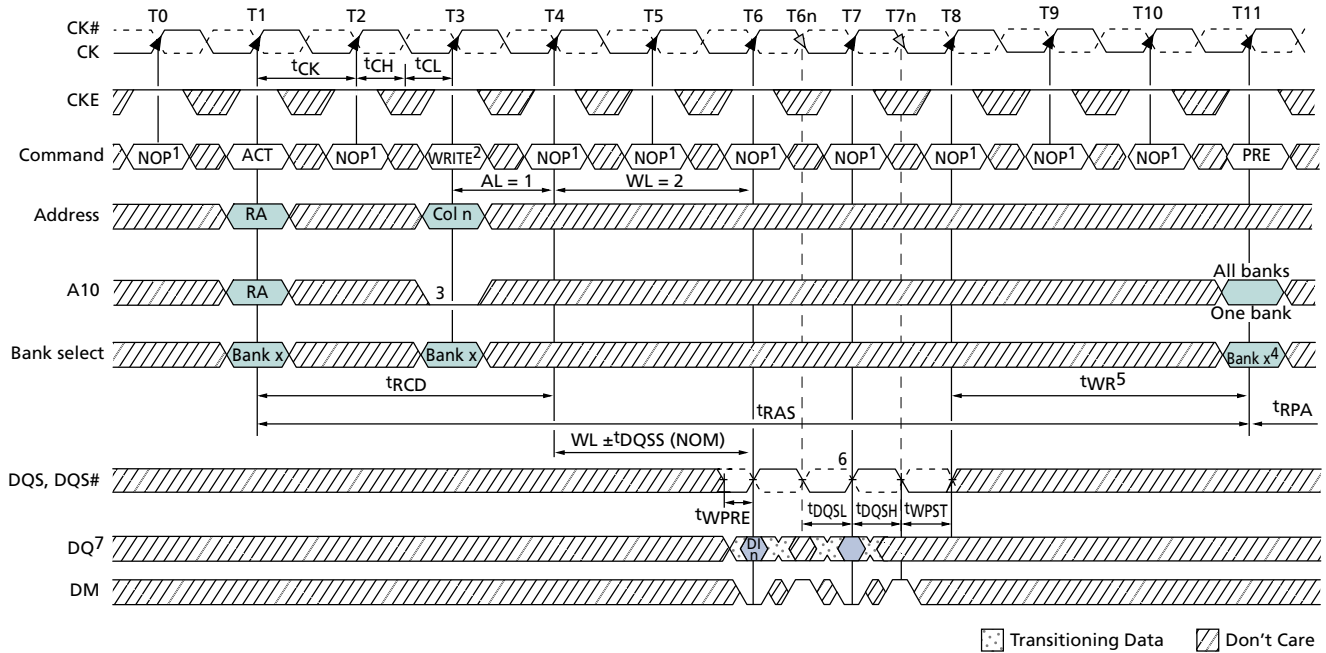 T0 T1 T2 T3 T4 T5 T6 T6n T7 T7n T8 T9 T10 T11
CK#
CK
tCK tCH tCL
CKE
Command NOP1 ACT NOP1 WRITE2 NOP1 NOP1 NOP1 NOP1 NOP1 NOP1 NOP1 PRE
AL = 1 WL = 2
Address RA Col n
All banks
A10 RA 3
One bank
Bank select Bank x Bank x Bank x4
tRCD tWR5
tRAS tRPA
WL ±tDQSS (NOM)
6
DQS, DQS#
tWPRE tDQSL tDQSH tWPST
DQ7 DI n
DM
Transitioning Data Don't Care